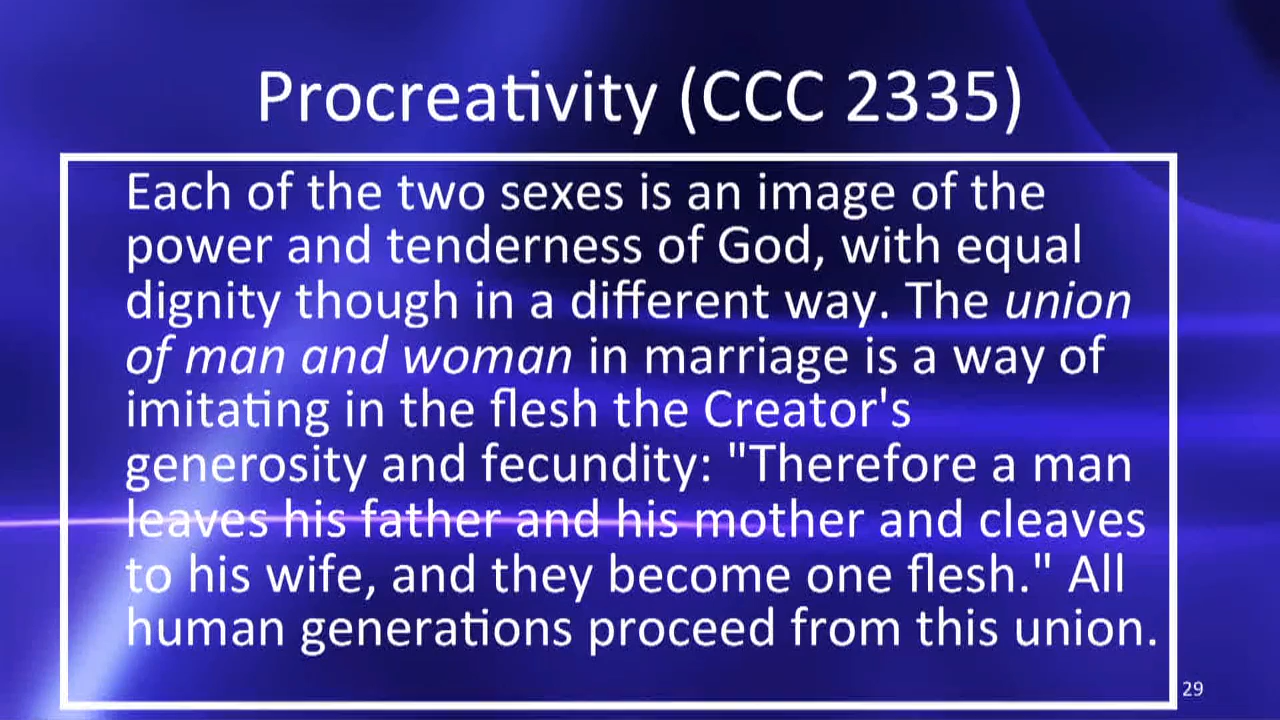 Procreativity (CCC 2335)
Each of the two sexes is an image of the
power and tenderness of God, with equal
dignity though in a different way. The union
of man and woman in marriage is a way of
imitating in the flesh the Creator's
generosity and fecundity: "Therefore a man
leaves his father and his mother and cleaves
to his wife, and they become one flesh." All
human generations proceed from this union.
29